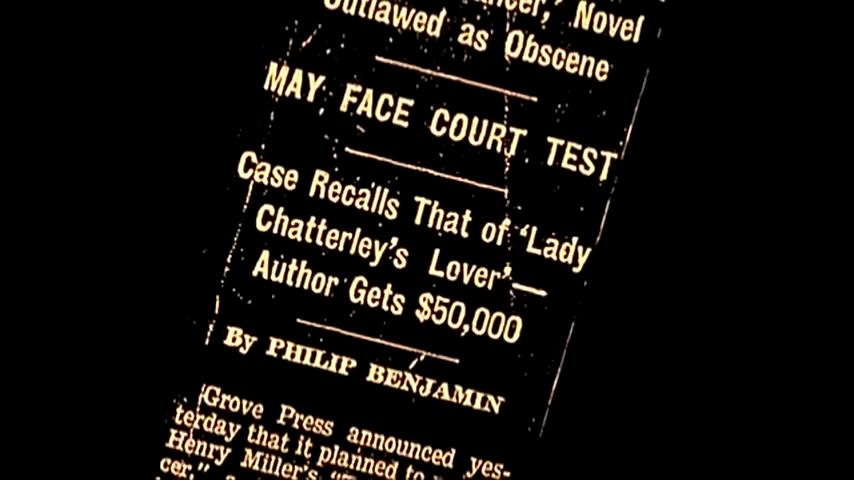 Novel
Outlawed as Obscene
MAY FACE COURT TEST
Case Recalls That of ‘Lady
Chatterley’s Lover’—
Author Gets $50,000
By PHILIP BENJAMIN
Grove Press announced yes-
terday that it planned to
Henry Miller’s
cer,”